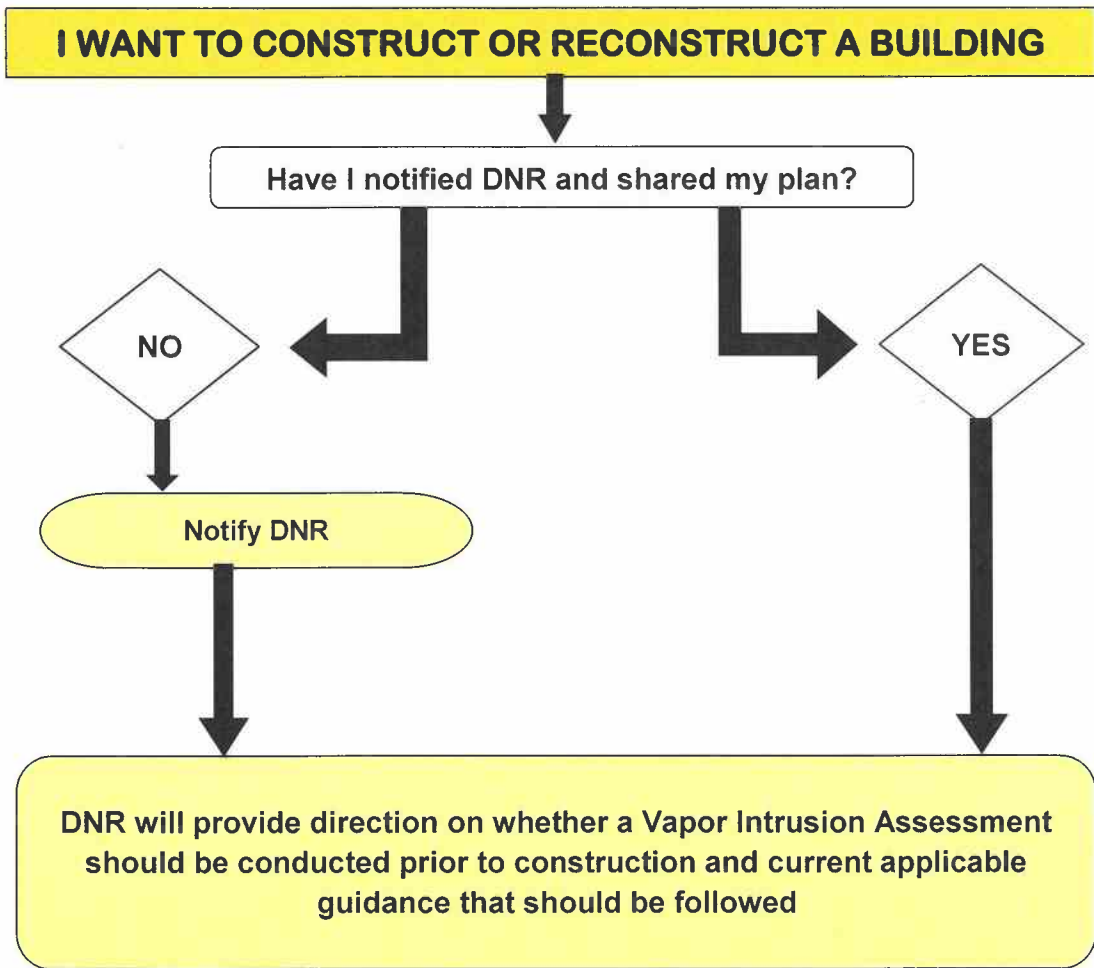 I WANT TO CONSTRUCT OR RECONSTRUCT A BUILDING
Have I notified DNR and shared my plan?
NO
YES
Notify DNR
DNR will provide direction on whether a Vapor Intrusion Assessment
should be conducted prior to construction and current applicable
guidance that should be followed